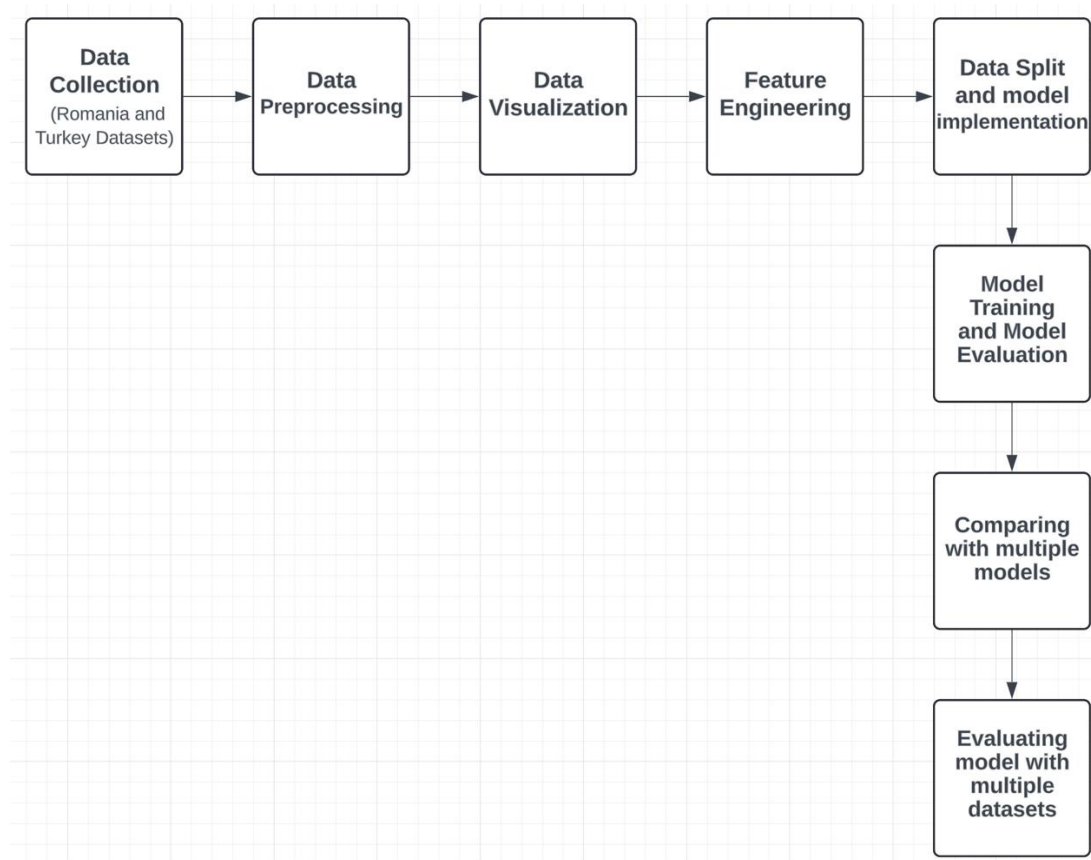 Data
Collection
(Romania and
Turkey Datasets)
Data
Preprocessing
Data
Visualization
Feature
Engineering
Data Split
and model
implementation
Model
Training
and Model
Evaluation
Comparing
with multiple
models
Evaluating
model with
multiple
datasets